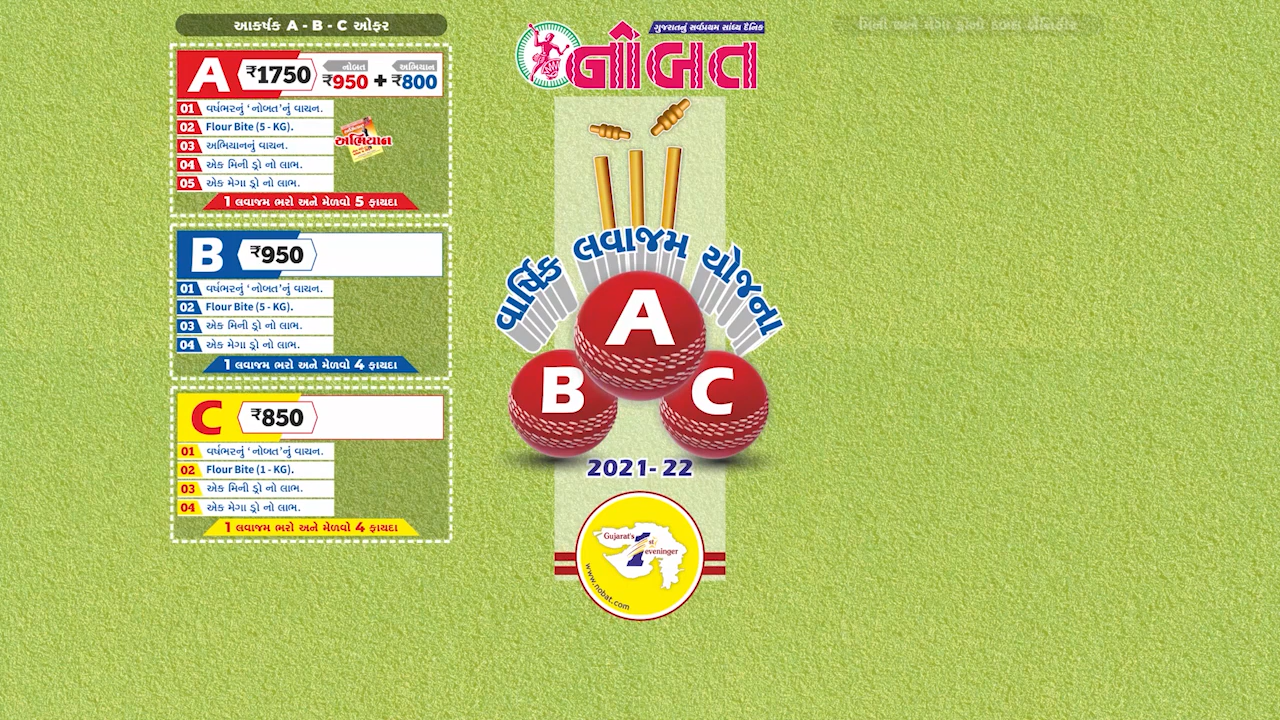 આકર્ષક A - B - C ઓફર
A ₹1750 નોબત ₹950 + અભિયાન ₹800
01 વર્ષભરનું 'નોબત'નું વાચન.
02 Flour Bite (5 - KG).
03 અભિયાનનું વાચન.
04 એક મિની ડ્રો નો લાભ.
05 એક મેગા ડ્રો નો લાભ.
અભિયાન
1 લવાજમ ભરો અને મેળવો 5 ફાયદા
B ₹950
01 વર્ષભરનું 'નોબત'નું વાચન.
02 Flour Bite (5 - KG).
03 એક મિની ડ્રો નો લાભ.
04 એક મેગા ડ્રો નો લાભ.
1 લવાજમ ભરો અને મેળવો 4 ફાયદા
C ₹850
01 વર્ષભરનું 'નોબત'નું વાચન.
02 Flour Bite (1 - KG).
03 એક મિની ડ્રો નો લાભ.
04 એક મેગા ડ્રો નો લાભ.
1 લવાજમ ભરો અને મેળવો 4 ફાયદા
ગુજરાતનું સર્વપ્રથમ સાંધ્ય દૈનિક
નોબત
વાર્ષિક લવાજમ યોજના
A
B C
2021- 22
Gujarat's 1st eveninger
www.nobat.com